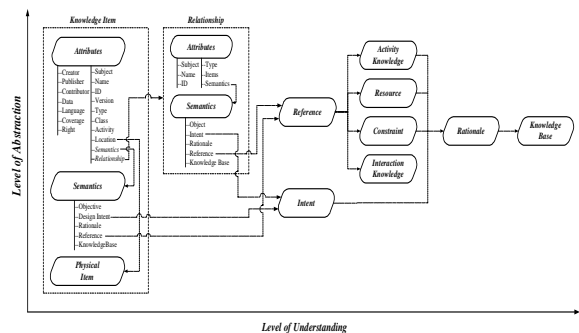 Knowledge Item
Relationship
Attributes
Creator
Publisher
Contributor
Data
Language
Coverage
Right
Subject
Name
ID
Version
Type
Class
Activity
Location
Semantics
Relationship
Semantics
Objective
Design Intent
Rationale
Reference
KnowledgeBase
Physical
Item
Attributes
Subject
Name
ID
Type
Items
Semantics
Semantics
Object
Intent
Rationale
Reference
Knowledge Base
Reference
Intent
Activity
Knowledge
Resource
Constraint
Interaction
Knowledge
Rationale
Knowledge
Base
Level of Abstraction
Level of Understanding